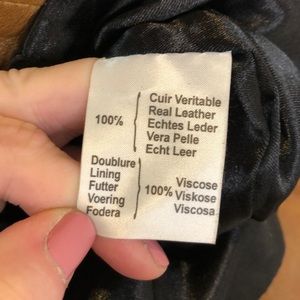 Cuir Veritable
Real Leather
100% Echtes Leder
Vera Pelle
Echt Leer
Doublure
Lining Viscose
Futter 100% Viskose
Voering Viscosa
Fodera